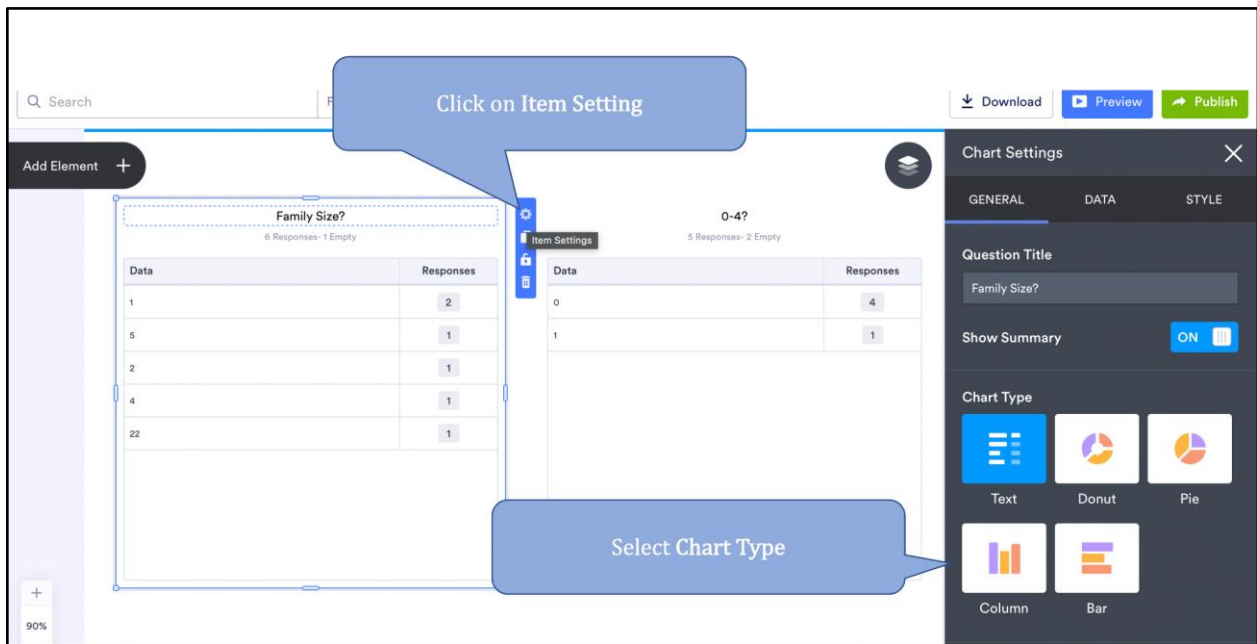 Click on Item Setting
Search
F
Download
Preview
Publish
Add Element +
Family Size?
6 Responses- 1 Empty
Data Responses
1 2
5 1
2 1
4 1
22 1
Item Settings
0-4?
5 Responses- 2 Empty
Data Responses
0 4
1 1
Select Chart Type
Chart Settings
GENERAL DATA STYLE
Question Title
Family Size?
Show Summary ON
Chart Type
Text Donut Pie
Column Bar
+
90%